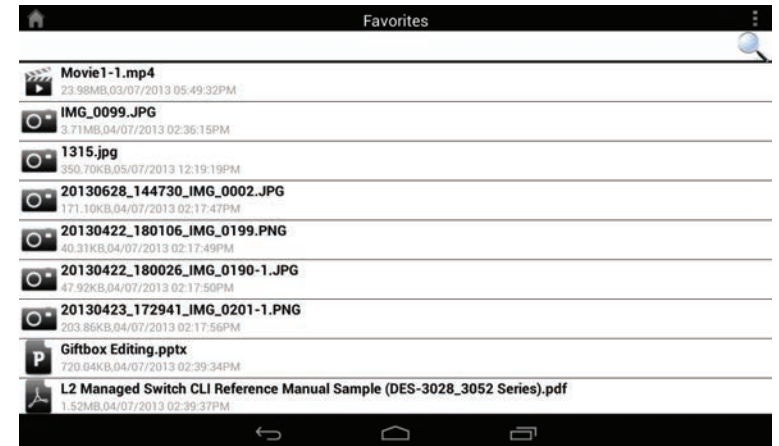 Favorites
Movie1-1.mp4
23.98MB,03/07/2013 05:49:32PM
IMG_0099.JPG
3.71MB,04/07/2013 02:36:15PM
1315.jpg
350.70KB,05/07/2013 12:19:19PM
20130628_144730_IMG_0002.JPG
171.10KB,04/07/2013 02:17:47PM
20130422_180106_IMG_0199.PNG
40.31KB,04/07/2013 02:17:49PM
20130422_180026_IMG_0190-1.JPG
47.92KB,04/07/2013 02:17:50PM
20130423_172941_IMG_0201-1.PNG
203.86KB,04/07/2013 02:17:56PM
Giftbox Editing.pptx
720.04KB,04/07/2013 02:39:34PM
L2 Managed Switch CLI Reference Manual Sample (DES-3028_3052 Series).pdf
1.52MB,04/07/2013 02:39:37PM